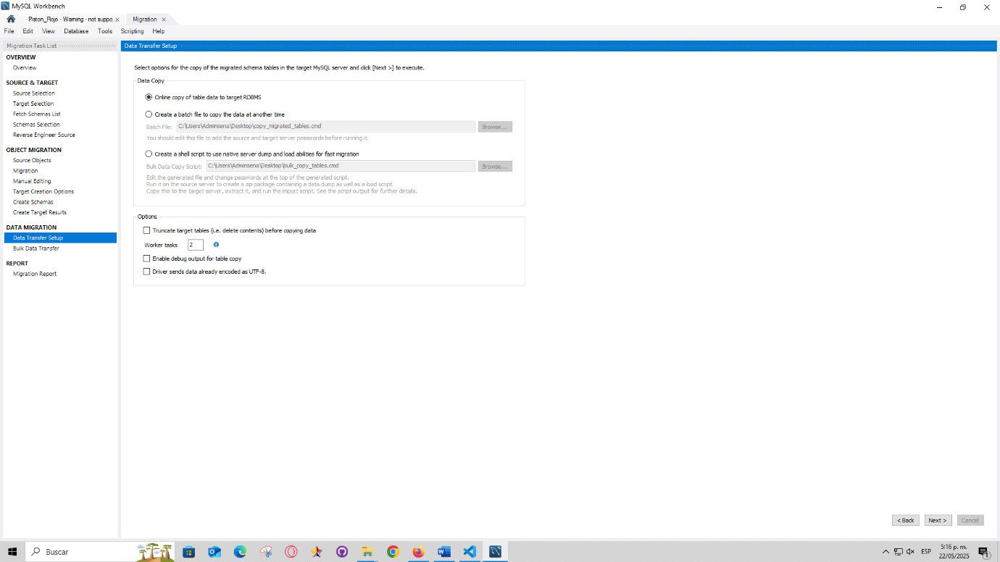 MySQL Workbench
Piston_Rojo - Warning - not suppo...
Migration
File Edit View Database Tools Scripting Help
Migration Task List
OVERVIEW
Overview
SOURCE & TARGET
Source Selection
Target Selection
Fetch Schemas List
Schemas Selection
Reverse Engineer Source
OBJECT MIGRATION
Source Objects
Migration
Manual Editing
Target Creation Options
Create Schemas
Create Target Results
DATA MIGRATION
Data Transfer Setup
Bulk Data Transfer
REPORT
Migration Report
Data Transfer Setup
Select options for the copy of the migrated schema tables in the target MySQL server and click [Next >] to execute.
Data Copy
Online copy of table data to target RDBMS
Create a batch file to copy the data at another time
Batch File: C:\Users\Adminsena\Desktop\copy_migrated_tables.cmd Browse...
You should edit this file to add the source and target server passwords before running it.
Create a shell script to use native server dump and load abilities for fast migration
Bulk Data Copy Script: C:\Users\Adminsena\Desktop\bulk_copy_tables.cmd Browse...
Edit the generated file and change passwords at the top of the generated script.
Run it on the source server to create a zip package containing a data dump as well as a load script.
Copy this to the target server, extract it, and run the import script. See the script output for further details.
Options
Truncate target tables (i.e. delete contents) before copying data
Worker tasks 2
Enable debug output for table copy
Driver sends data already encoded as UTF-8.
< Back Next > Cancel
Buscar
ESP
5:16 p. m.
22/05/2025
1